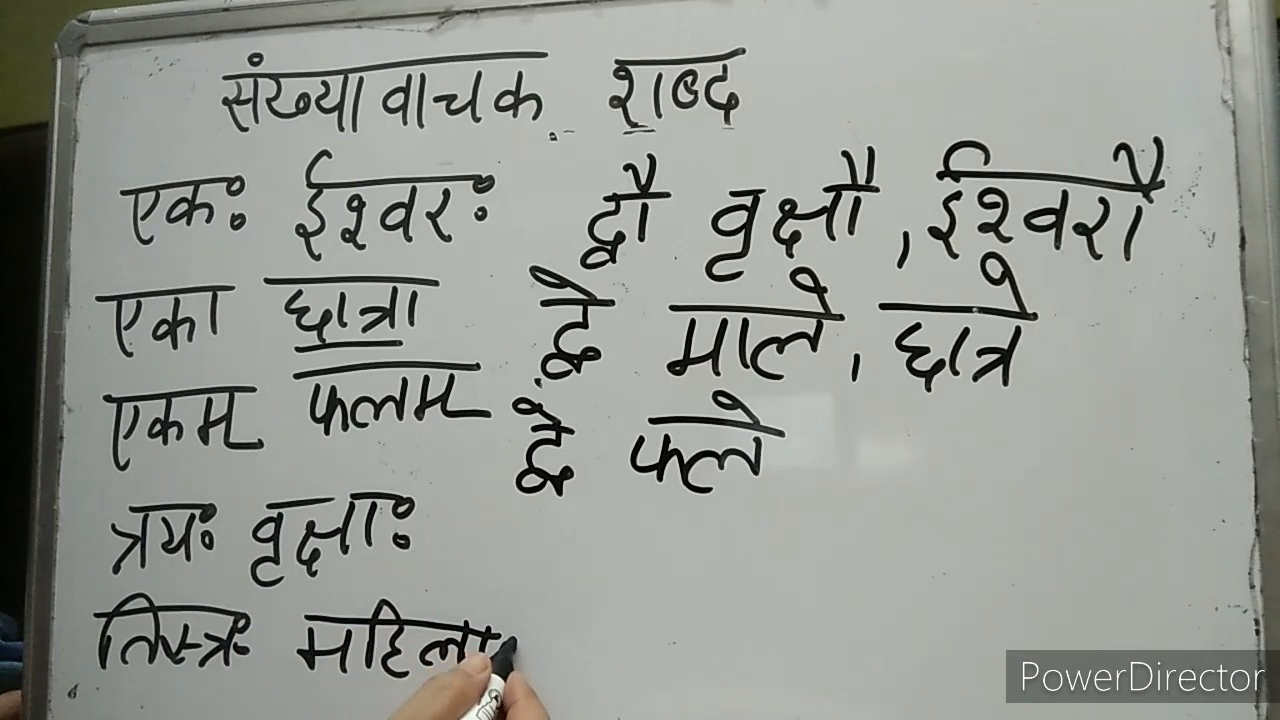 संख्यावाचक शब्द
एकः ईश्वरः द्वौ वृक्षौ, ईश्वरौ
एका छात्रा द्वे माले, छात्रे
एकम् फलम् द्वे फले
त्रयः वृक्षाः
तिस्त्रः महिला
PowerDirector